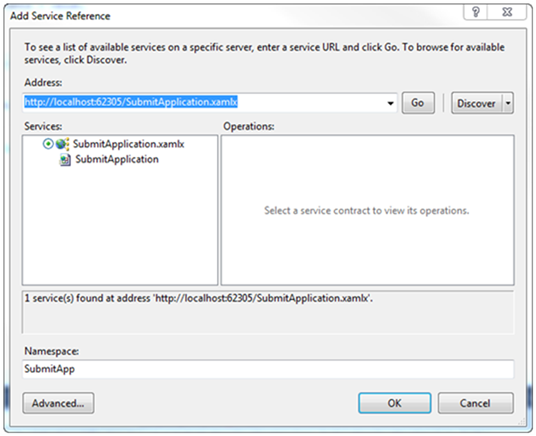 Add Service Reference
To see a list of available services on a specific server, enter a service URL and click Go. To browse for available
services, click Discover.
Address:
http://localhost:62305/SubmitApplication.xamlx
Go
Discover
Services:
Operations:
SubmitApplication.xamlx
SubmitApplication
Select a service contract to view its operations.
1 service(s) found at address 'http://localhost:62305/SubmitApplication.xamlx'.
Namespace:
SubmitApp
Advanced...
OK
Cancel